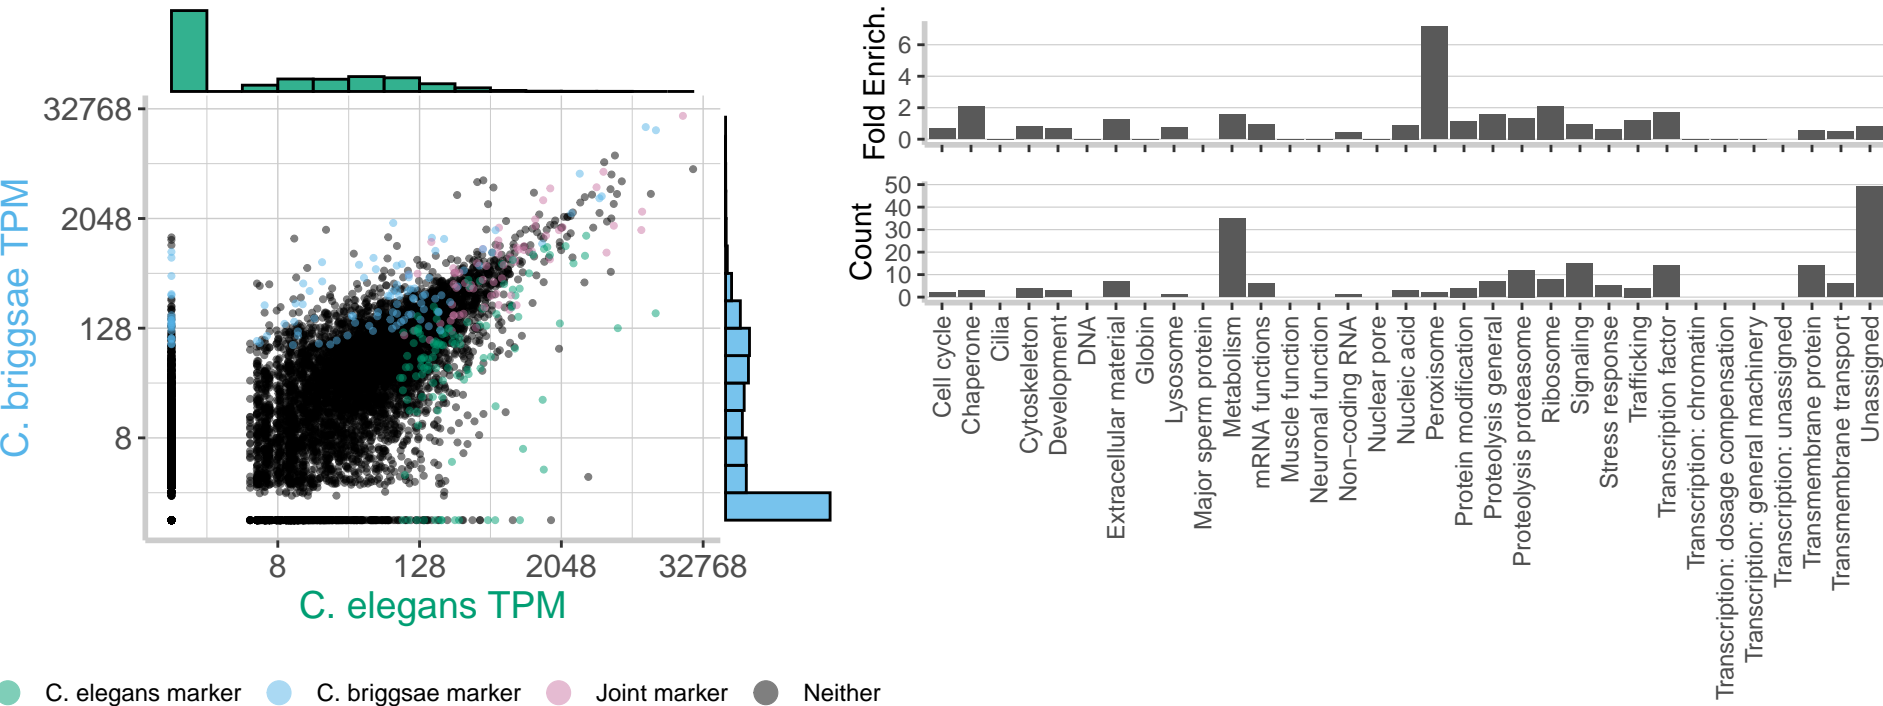 32768
2048
128
8
C. briggsae TPM
8
128
2048
32768
C. elegans TPM
C. elegans marker
C. briggsae marker
Joint marker
Neither
Fold Enrich.
6
4
2
0
Count
50
40
30
20
10
0
Cell cycle
Chaperone
Cilia
Cytoskeleton
Development
DNA
Extracellular material
Globin
Lysosome
Major sperm protein
Metabolism
mRNA functions
Muscle function
Neuronal function
Non−coding RNA
Nuclear pore
Nucleic acid
Peroxisome
Protein modification
Proteolysis general
Proteolysis proteasome
Ribosome
Signaling
Stress response
Trafficking
Transcription factor
Transcription: chromatin
Transcription: dosage compensation
Transcription: general machinery
Transcription: unassigned
Transmembrane protein
Transmembrane transport
Unassigned